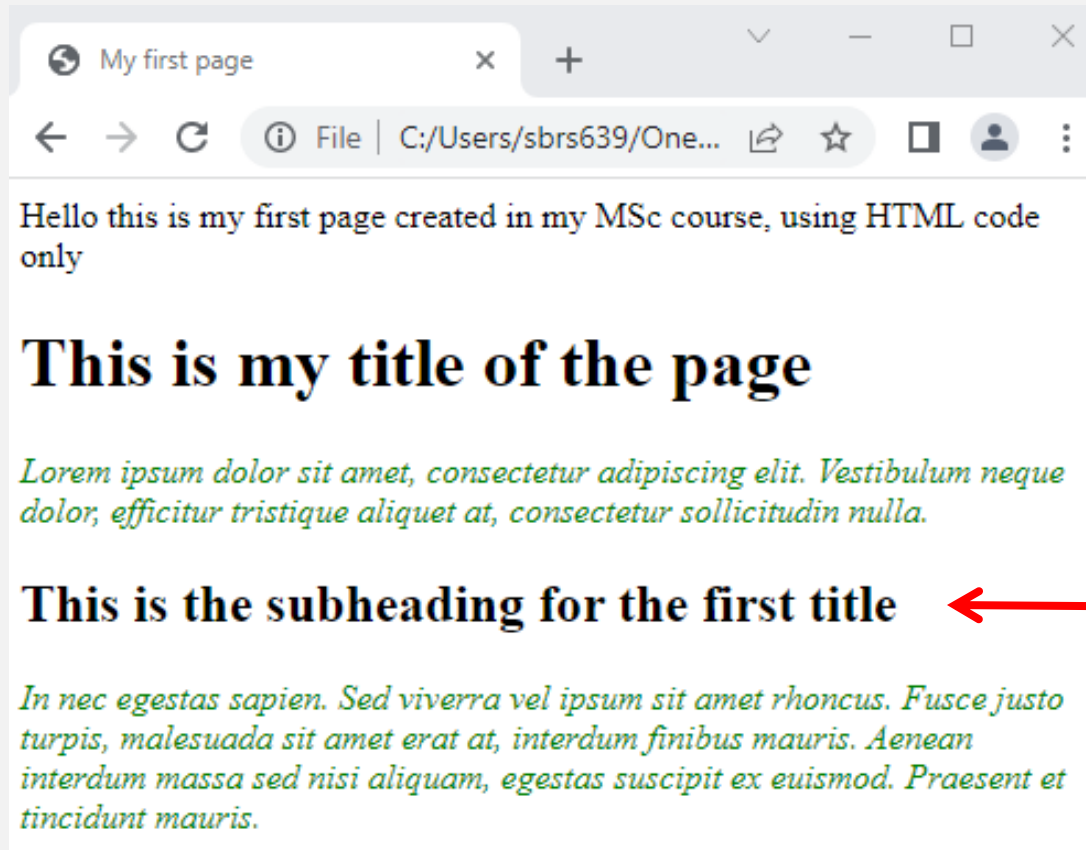 My first page
File C:/Users/sbrs639/One...
Hello this is my first page created in my MSc course, using HTML code
only
This is my title of the page
Lorem ipsum dolor sit amet, consectetur adipiscing elit. Vestibulum neque
dolor, efficitur tristique aliquet at, consectetur sollicitudin nulla.
This is the subheading for the first title
In nec egestas sapien. Sed viverra vel ipsum sit amet rhoncus. Fusce justo
turpis, malesuada sit amet erat at, interdum finibus mauris. Aenean
interdum massa sed nisi aliquam, egestas suscipit ex euismod. Praesent et
tincidunt mauris.